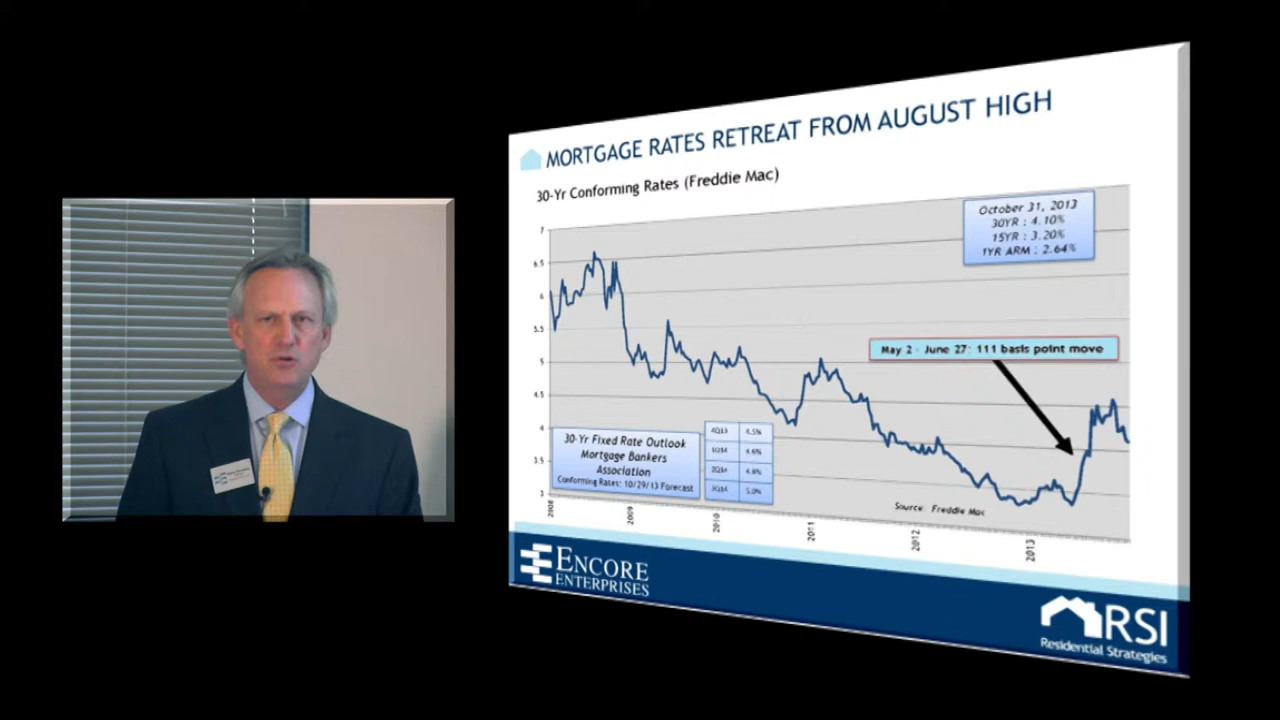 MORTGAGE RATES RETREAT FROM AUGUST HIGH
30-Yr Conforming Rates (Freddie Mac)
October 31, 2013
30YR : 4.10%
15YR : 3.20%
1YR ARM : 2.64%
7
6.5
6
5.5
5
4.5
4
3.5
3
May 2 - June 27: 111 basis point move
30-Yr Fixed Rate Outlook
Mortgage Bankers
Association
Conforming Rates: 10/29/13 Forecast
4Q13 4.5%
1Q14 4.6%
2Q14 4.8%
3Q14 5.0%
Source: Freddie Mac
2008
2009
2010
2011
2012
2013
ENCORE
ENTERPRISES
RSI
Residential Strategies